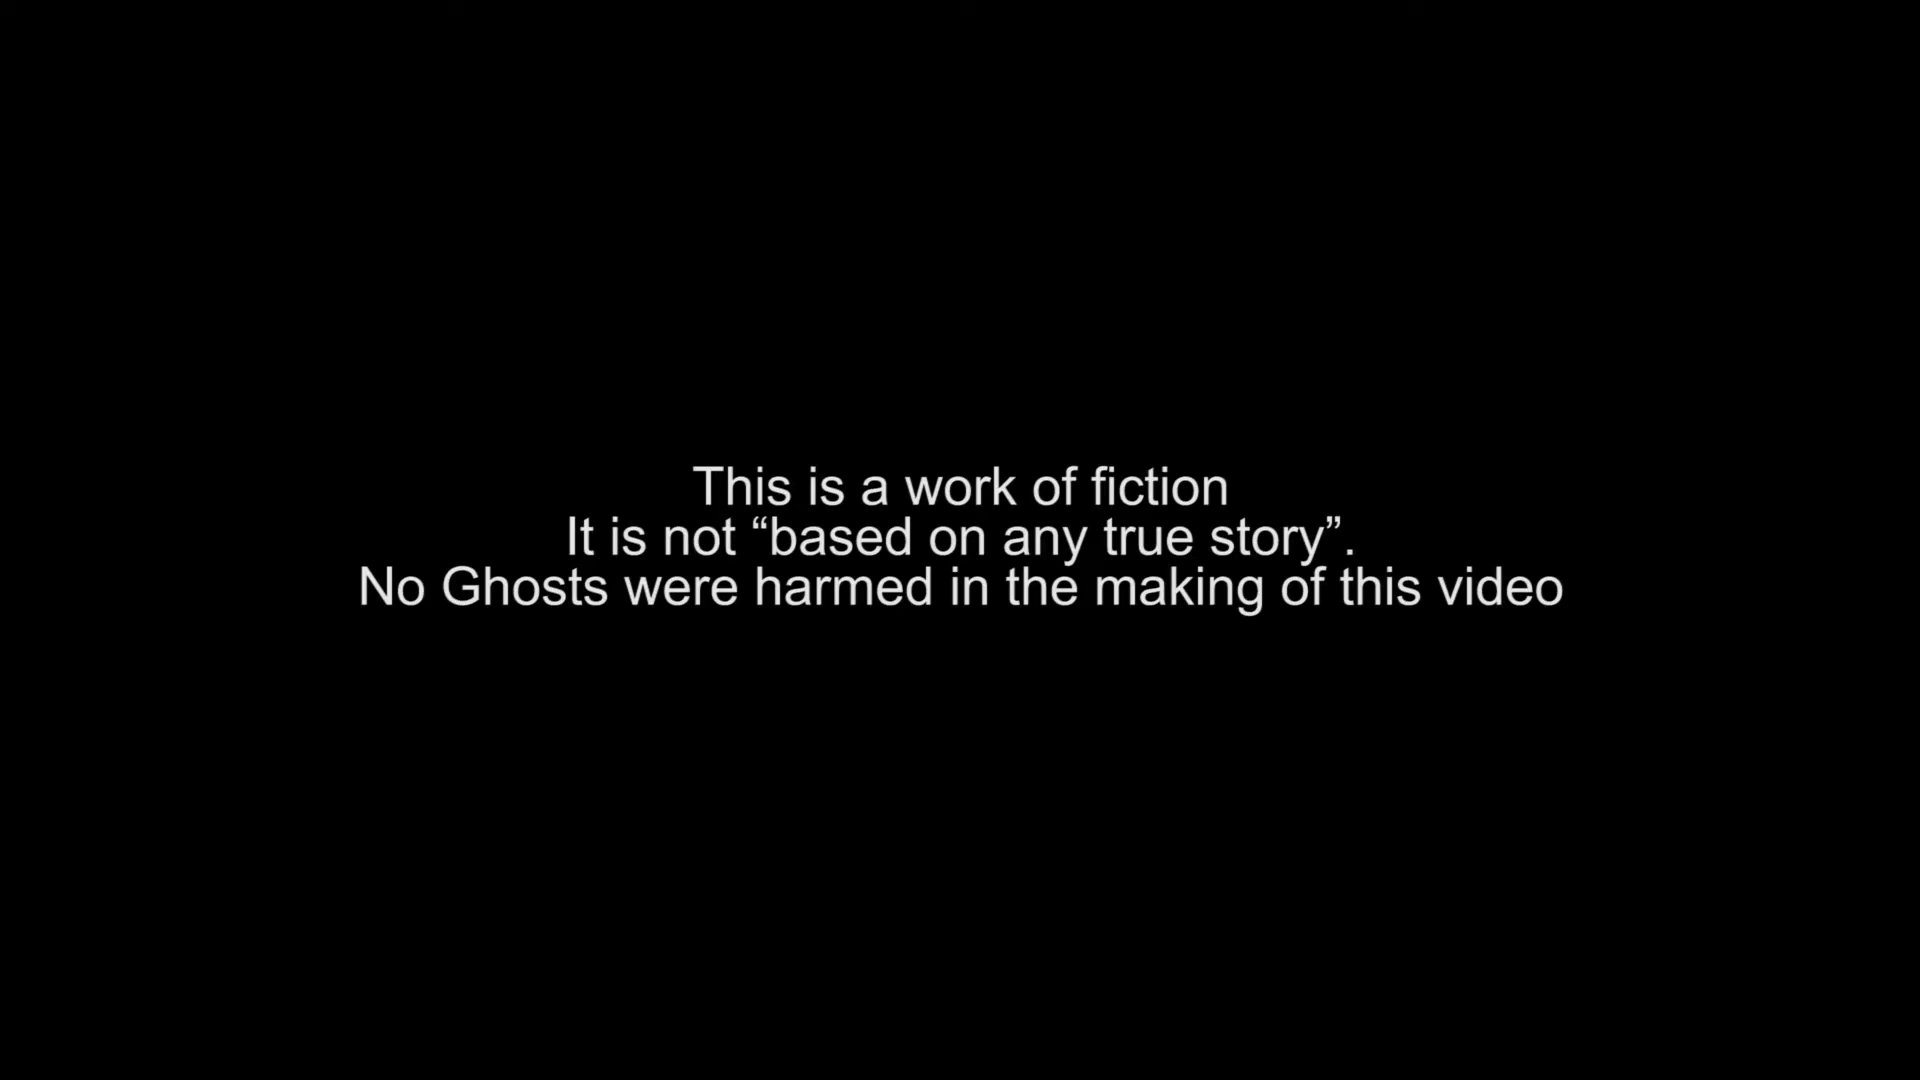 This is a work of fiction
It is not “based on any true story”.
No Ghosts were harmed in the making of this video